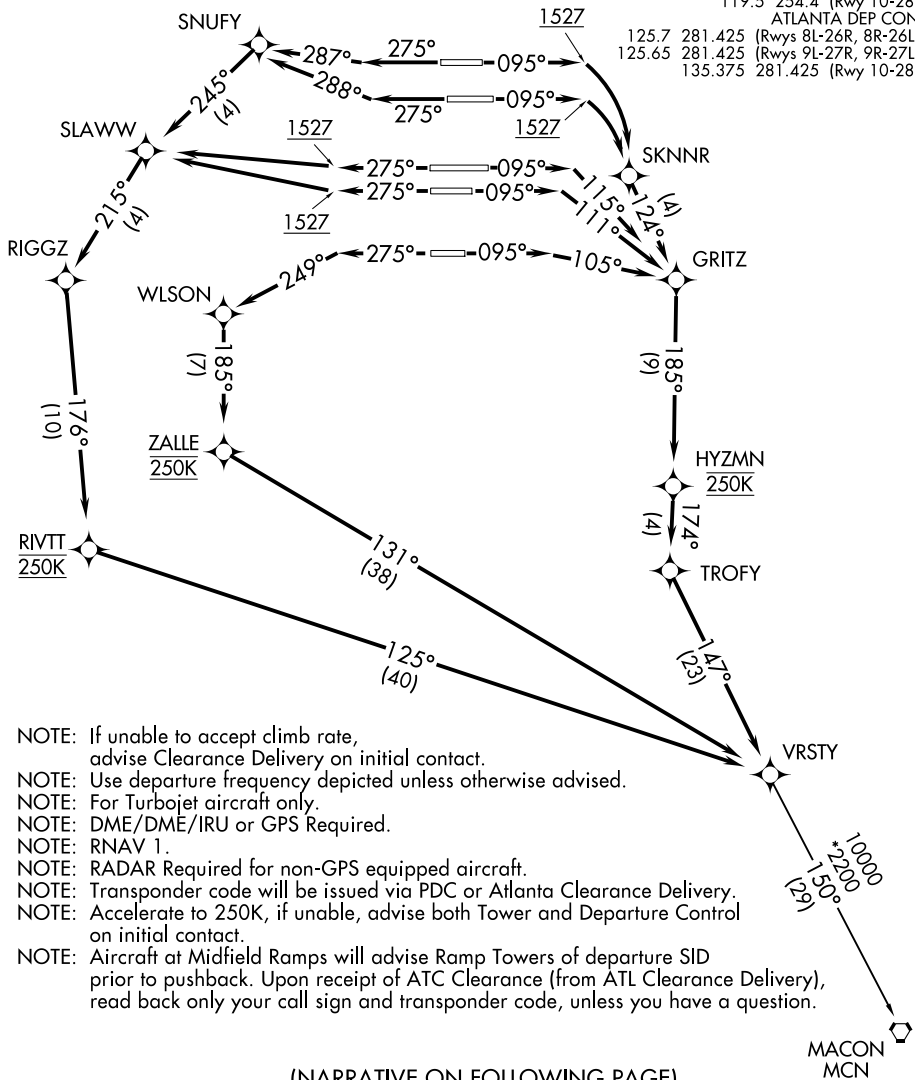 119.5 254.4 (Rwy 10-28
ATLANTA DEP CON
125.7 281.425 (Rwys 8L-26R, 8R-26L
125.65 281.425 (Rwys 9L-27R, 9R-27L
135.375 281.425 (Rwy 10-28
SNUFY
1527
287° 275° 095°
288° 275° 095°
1527
245°
(4)
SLAWW
1527
275° 095°
275° 095°
1527
SKNNR
(4)
124°
115°
111°
215°
(4)
RIGGZ
249° 275° 095° 105°
GRITZ
WLSON
185°
(7)
185°
(9)
176°
(10)
ZALLE
250K
HYZMN
250K
174°
(4)
RIVTT
250K
131°
(38)
TROFY
125°
(40)
147°
(23)
VRSTY
NOTE: If unable to accept climb rate,
advise Clearance Delivery on initial contact.
NOTE: Use departure frequency depicted unless otherwise advised.
NOTE: For Turbojet aircraft only.
NOTE: DME/DME/IRU or GPS Required.
NOTE: RNAV 1.
NOTE: RADAR Required for non-GPS equipped aircraft.
NOTE: Transponder code will be issued via PDC or Atlanta Clearance Delivery.
NOTE: Accelerate to 250K, if unable, advise both Tower and Departure Control
on initial contact.
NOTE: Aircraft at Midfield Ramps will advise Ramp Towers of departure SID
prior to pushback. Upon receipt of ATC Clearance (from ATL Clearance Delivery),
read back only your call sign and transponder code, unless you have a question.
10000
*2200
150°
(29)
MACON
MCN
(NARRATIVE ON FOLLOWING PAGE)